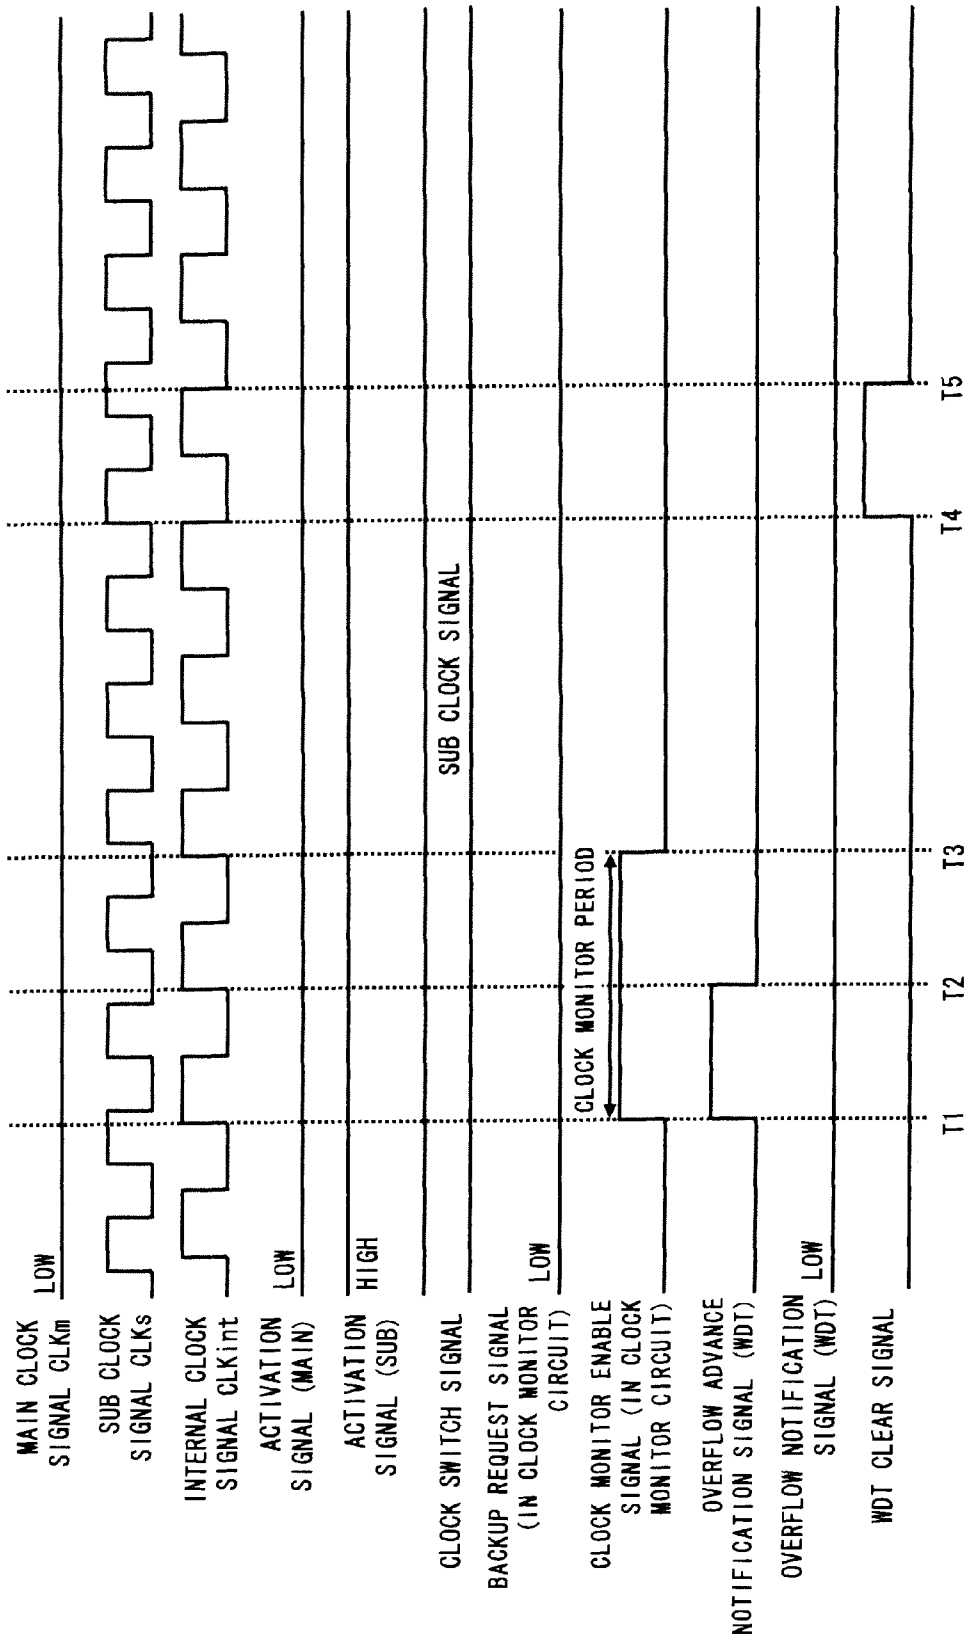 MAIN CLOCK
SIGNAL CLKm
LOW
SUB CLOCK
SIGNAL CLKs
INTERNAL CLOCK
SIGNAL CLKint
ACTIVATION
SIGNAL (MAIN)
LOW
ACTIVATION
SIGNAL (SUB)
HIGH
CLOCK SWITCH SIGNAL
SUB CLOCK SIGNAL
BACKUP REQUEST SIGNAL
(IN CLOCK MONITOR
CIRCUIT)
LOW
CLOCK MONITOR ENABLE
SIGNAL (IN CLOCK
MONITOR CIRCUIT)
CLOCK MONITOR PERIOD
OVERFLOW ADVANCE
NOTIFICATION SIGNAL (WDT)
OVERFLOW NOTIFICATION
SIGNAL (WDT)
LOW
WDT CLEAR SIGNAL
T1
T2
T3
T4
T5